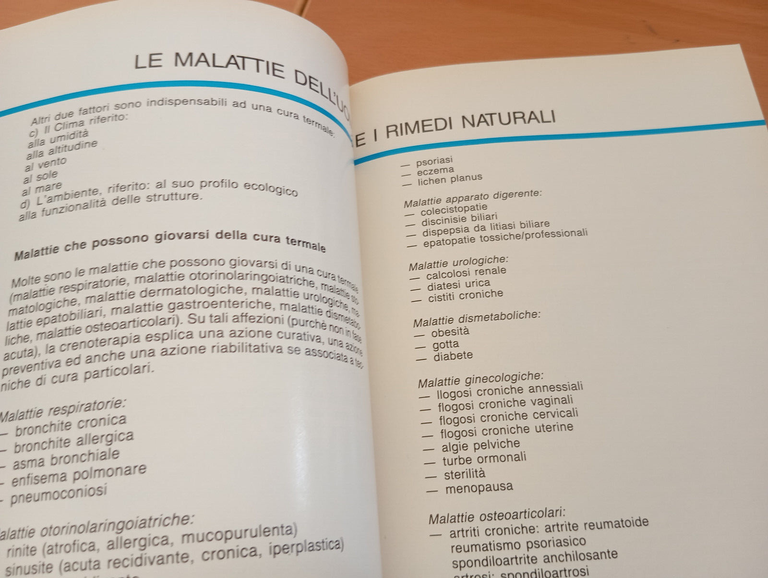 LE MALATTIE DELL'UO
Altri due fattori sono indispensabili ad una cura termale:
c) Il Clima riferito:
alla umidità
alla altitudine
al vento
al sole
al mare
d) L'ambiente, riferito: al suo profilo ecologico
alla funzionalità delle strutture.
Malattie che possono giovarsi della cura termale
Molte sono le malattie che possono giovarsi di una cura termale
(malattie respiratorie, malattie otorinolaringoiatriche, malattie sto-
matologiche, malattie dermatologiche, malattie urologiche, ma-
lattie epatobiliari, malattie gastroenteriche, malattie dismetabo-
liche, malattie osteoarticolari). Su tali affezioni (purchè non in fase
acuta), la crenoterapia esplica una azione curativa, una azione
preventiva ed anche una azione riabilitativa se associata a tec-
niche di cura particolari.
Malattie respiratorie:
– bronchite cronica
– bronchite allergica
– asma bronchiale
– enfisema polmonare
– pneumoconiosi
alattie otorinolaringoiatriche:
rinite (atrofica, allergica, mucopurulenta)
sinusite (acuta recidivante, cronica, iperplastica)
E I RIMEDI NATURALI
— psoriasi
— eczema
— lichen planus
Malattie apparato digerente:
— colecistopatie
— discinisie biliari
— dispepsia da litiasi biliare
— epatopatie tossiche/professionali
Malattie urologiche:
— calcolosi renale
— diatesi urica
— cistiti croniche
Malattie dismetaboliche:
— obesità
— gotta
— diabete
Malattie ginecologiche:
— llogosi croniche annessiali
— flogosi croniche vaginali
— flogosi croniche cervicali
— flogosi croniche uterine
— algie pelviche
— turbe ormonali
— sterilità
— menopausa
Malattie osteoarticolari:
— artriti croniche: artrite reumatoide
reumatismo psoriasico
spondiloartrite anchilosante
artrosi: spondiloartrosi